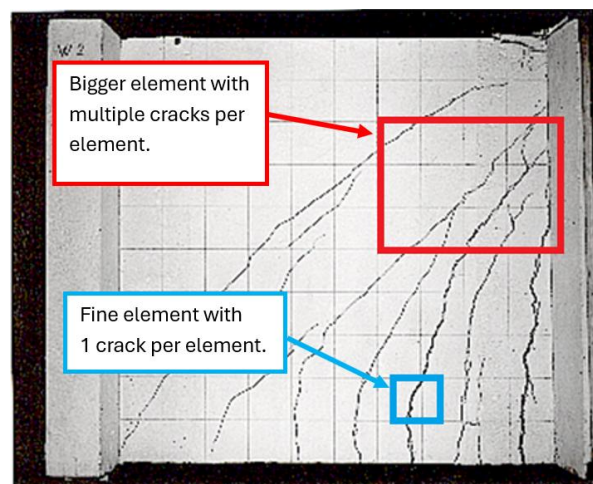 W 2
Bigger element with
multiple cracks per
element.
Fine element with
1 crack per element.